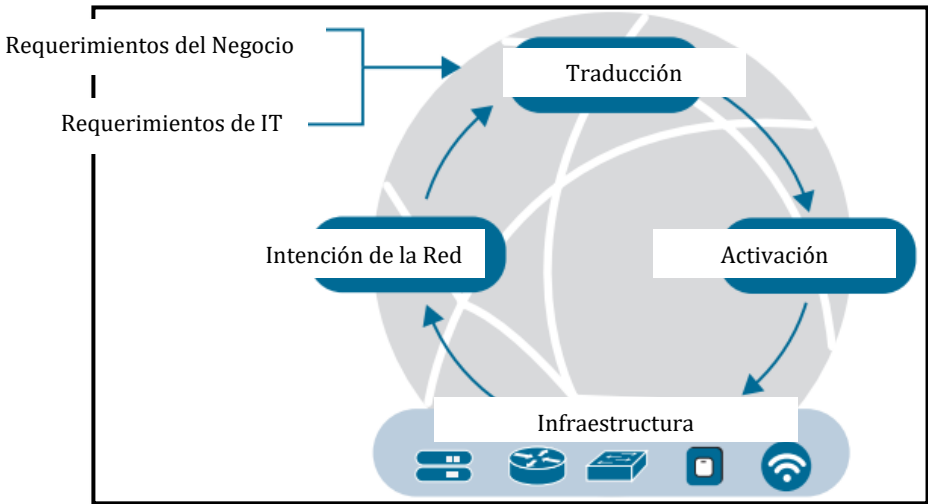 Requerimientos del Negocio
Requerimientos de IT
Traducción
Intención de la Red
Activación
Infraestructura